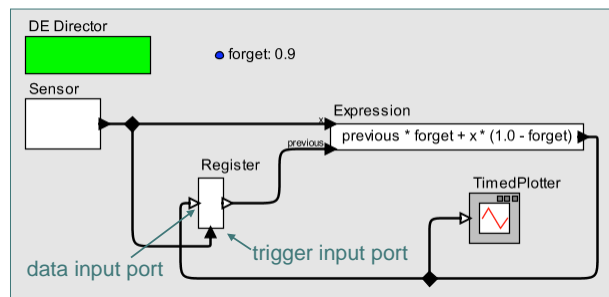 DE Director
forget: 0.9
Sensor
x
Expression
previous * forget + x * (1.0 - forget)
previous
Register
TimedPlotter
data input port
trigger input port